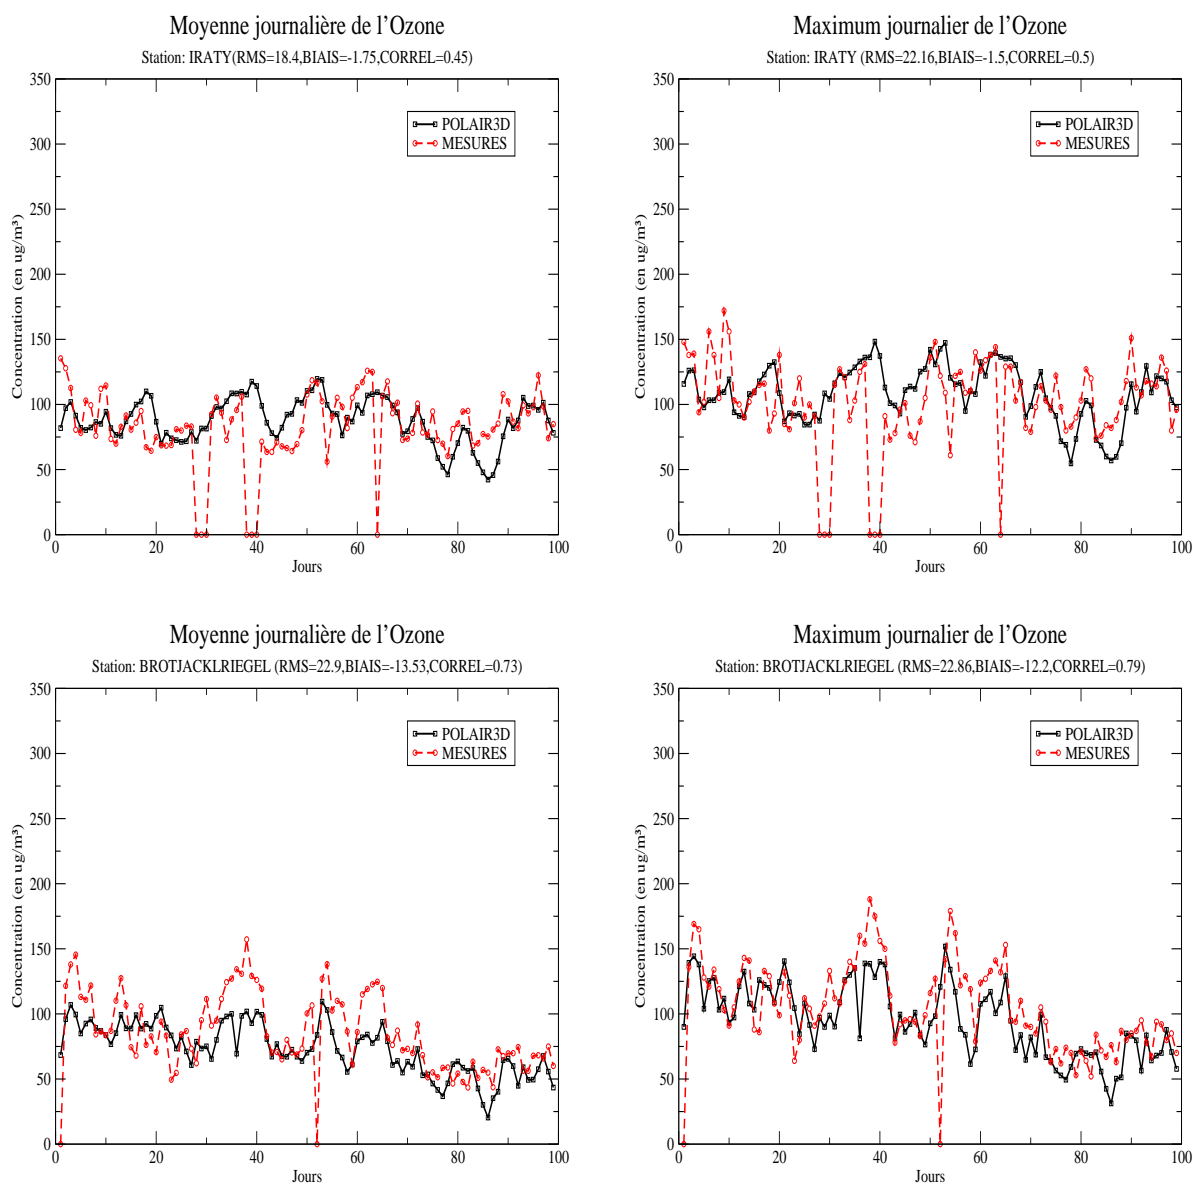 Moyenne journalière de l'Ozone
Station: IRATY(RMS=18.4,BIAIS=-1.75,CORREL=0.45)
350
300
250
200
150
100
50
0
Concentration (en ug/m³)
POLAIR3D
MESURES
0 20 40 60 80 100
Jours
Maximum journalier de l'Ozone
Station: IRATY (RMS=22.16,BIAIS=-1.5,CORREL=0.5)
350
300
250
200
150
100
50
0
Concentration (en ug/m³)
POLAIR3D
MESURES
0 20 40 60 80 100
Jours
Moyenne journalière de l'Ozone
Station: BROTJACKLRIEGEL (RMS=22.9,BIAIS=-13.53,CORREL=0.73)
350
300
250
200
150
100
50
0
Concentration (en ug/m³)
POLAIR3D
MESURES
0 20 40 60 80 100
Jours
Maximum journalier de l'Ozone
Station: BROTJACKLRIEGEL (RMS=22.86,BIAIS=-12.2,CORREL=0.79)
350
300
250
200
150
100
50
0
Concentration (en ug/m³)
POLAIR3D
MESURES
0 20 40 60 80 100
Jours